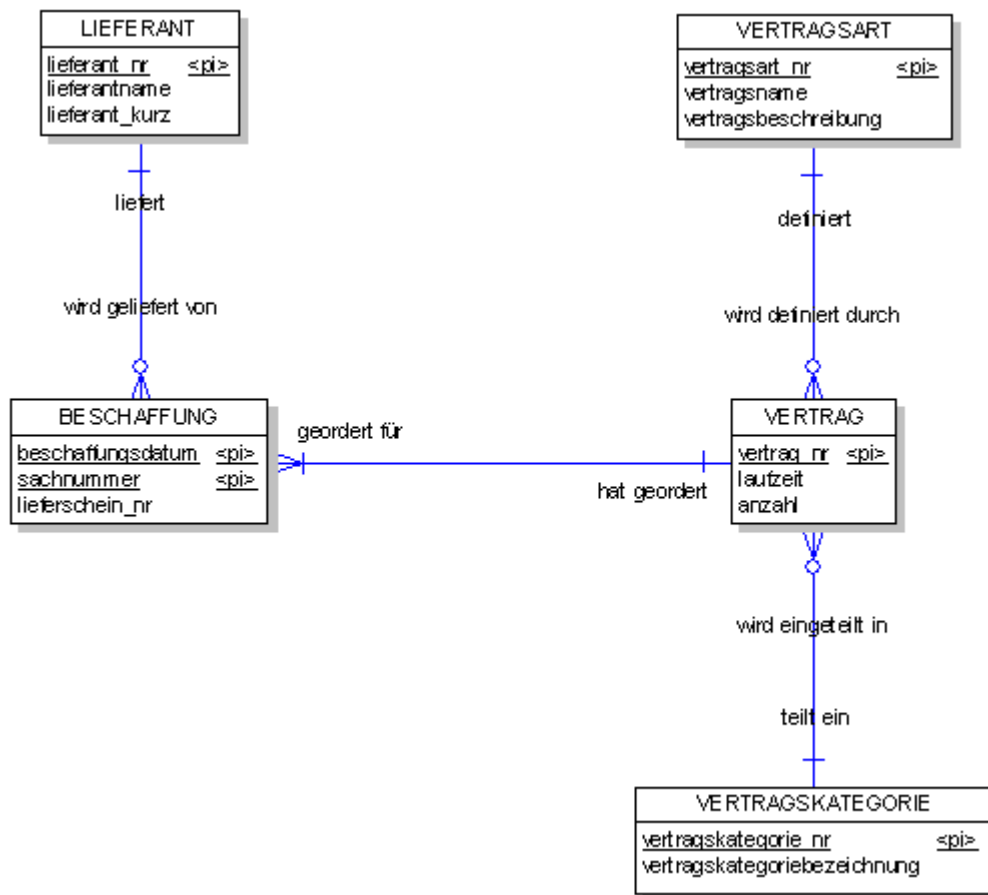 LIEFERANT
lieferant_nr <pi>
lieferantname
lieferant_kurz
VERTRAGSART
vertragsart_nr <pi>
vertragsname
vertragsbeschreibung
liefert
definiert
wird geliefert von
wird definiert durch
BESCHAFFUNG
beschaffungsdatum <pi>
sachnummer <pi>
lieferschein_nr
geordert für
hat geordert
VERTRAG
vertrag_nr <pi>
laufzeit
anzahl
wird eingeteilt in
teilt ein
VERTRAGSKATEGORIE
vertragskategorie_nr <pi>
vertragskategoriebezeichnung